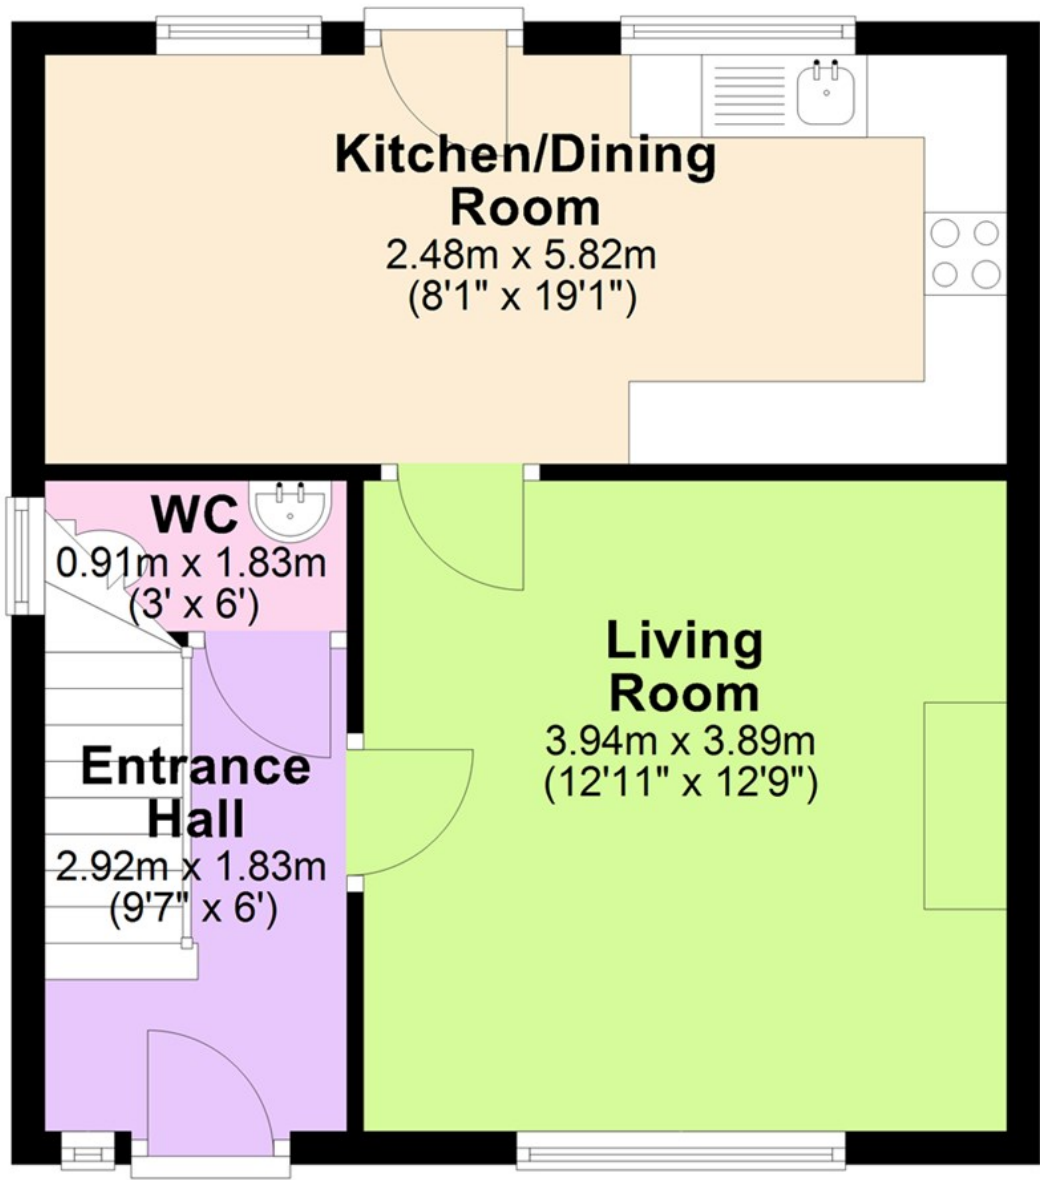 Kitchen/Dining
Room
2.48m x 5.82m
(8'1" x 19'1")
WC
0.91m x 1.83m
(3' x 6')
Living
Room
3.94m x 3.89m
(12'11" x 12'9")
Entrance
Hall
2.92m x 1.83m
(9'7" x 6')